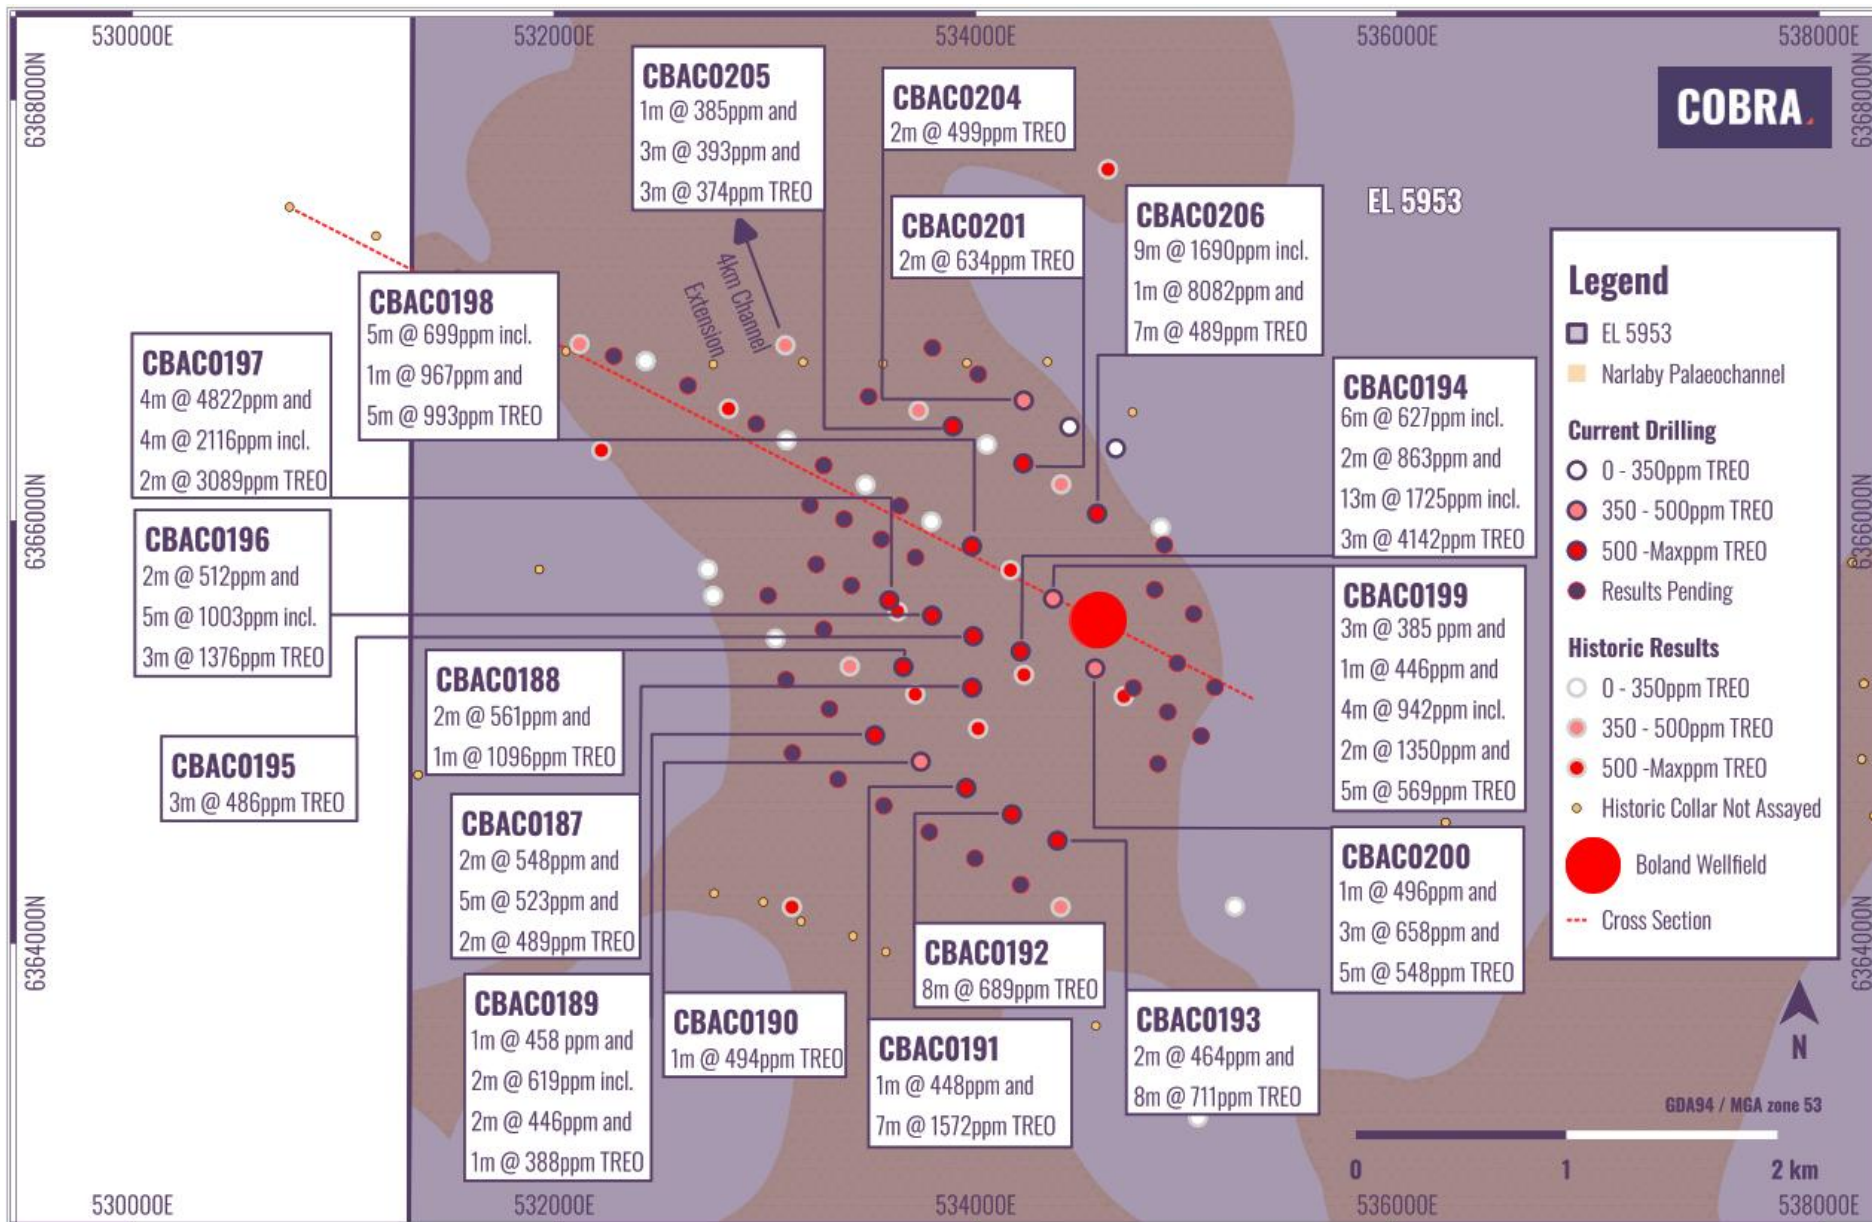 530000E
532000E
534000E
536000E
538000E
6368000N
6368000N
6366000N
6366000N
6364000N
6364000N
COBRA.
EL 5953
CBAC0205
1m @ 385ppm and
3m @ 393ppm and
3m @ 374ppm TREO
CBAC0204
2m @ 499ppm TREO
CBAC0201
2m @ 634ppm TREO
CBAC0206
9m @ 1690ppm incl.
1m @ 8082ppm and
7m @ 489ppm TREO
4km Channel
Extension
CBAC0198
5m @ 699ppm incl.
1m @ 967ppm and
5m @ 993ppm TREO
CBAC0197
4m @ 4822ppm and
4m @ 2116ppm incl.
2m @ 3089ppm TREO
CBAC0194
6m @ 627ppm incl.
2m @ 863ppm and
13m @ 1725ppm incl.
3m @ 4142ppm TREO
CBAC0196
2m @ 512ppm and
5m @ 1003ppm incl.
3m @ 1376ppm TREO
CBAC0199
3m @ 385 ppm and
1m @ 446ppm and
4m @ 942ppm incl.
2m @ 1350ppm and
5m @ 569ppm TREO
CBAC0188
2m @ 561ppm and
1m @ 1096ppm TREO
CBAC0195
3m @ 486ppm TREO
CBAC0187
2m @ 548ppm and
5m @ 523ppm and
2m @ 489ppm TREO
CBAC0200
1m @ 496ppm and
3m @ 658ppm and
5m @ 548ppm TREO
CBAC0192
8m @ 689ppm TREO
CBAC0189
1m @ 458 ppm and
2m @ 619ppm incl.
2m @ 446ppm and
1m @ 388ppm TREO
CBAC0190
1m @ 494ppm TREO
CBAC0191
1m @ 448ppm and
7m @ 1572ppm TREO
CBAC0193
2m @ 464ppm and
8m @ 711ppm TREO
Legend
EL 5953
Narlaby Palaeochannel
Current Drilling
0 - 350ppm TREO
350 - 500ppm TREO
500 -Maxppm TREO
Results Pending
Historic Results
0 - 350ppm TREO
350 - 500ppm TREO
500 -Maxppm TREO
Historic Collar Not Assayed
Boland Wellfield
Cross Section
N
GDA94 / MGA zone 53
0
1
2 km
530000E
532000E
534000E
536000E
538000E